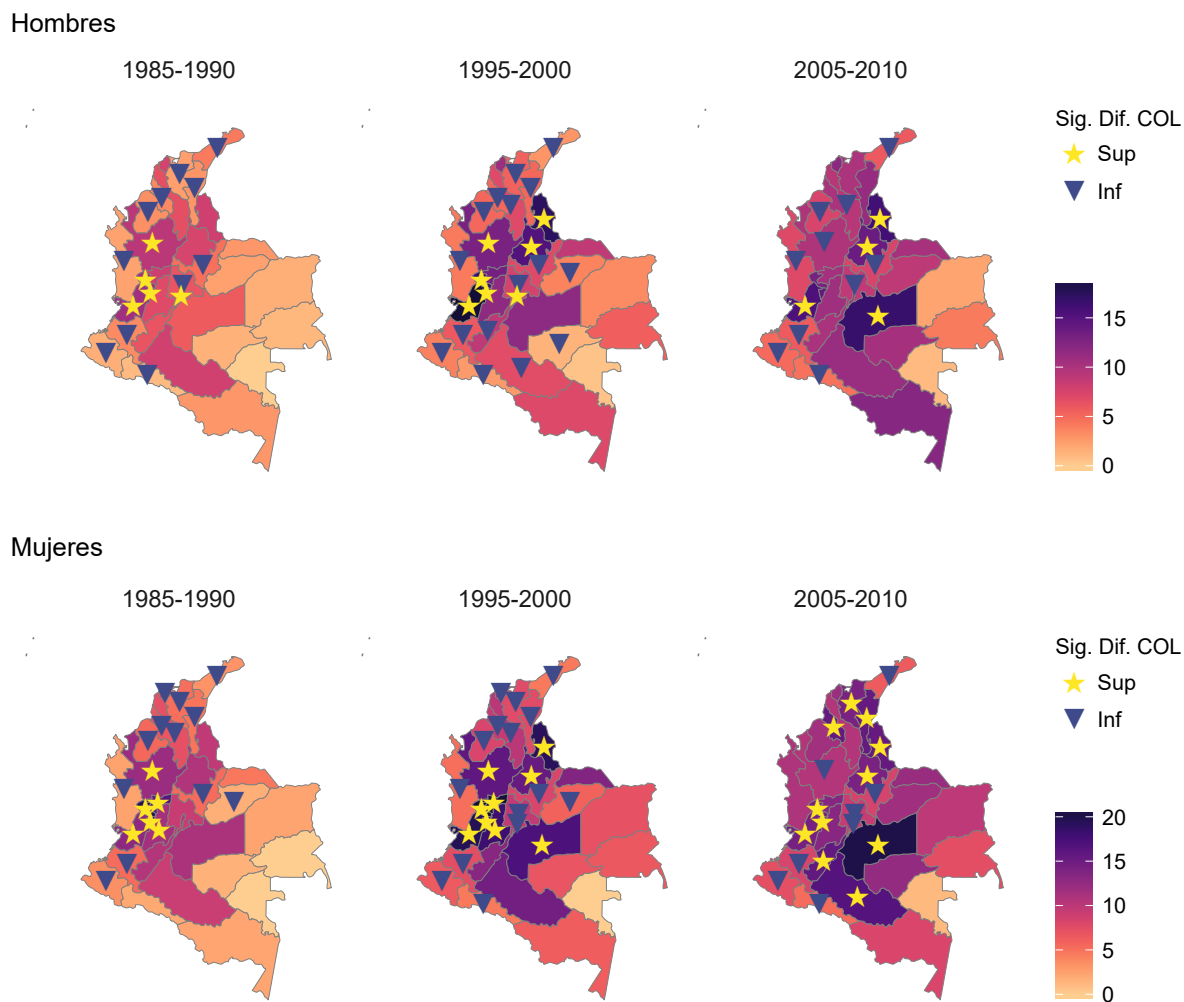 Hombres
1985-1990
1995-2000
2005-2010
Sig. Dif. COL
Sup
Inf
15
10
5
0
Mujeres
1985-1990
1995-2000
2005-2010
Sig. Dif. COL
Sup
Inf
20
15
10
5
0